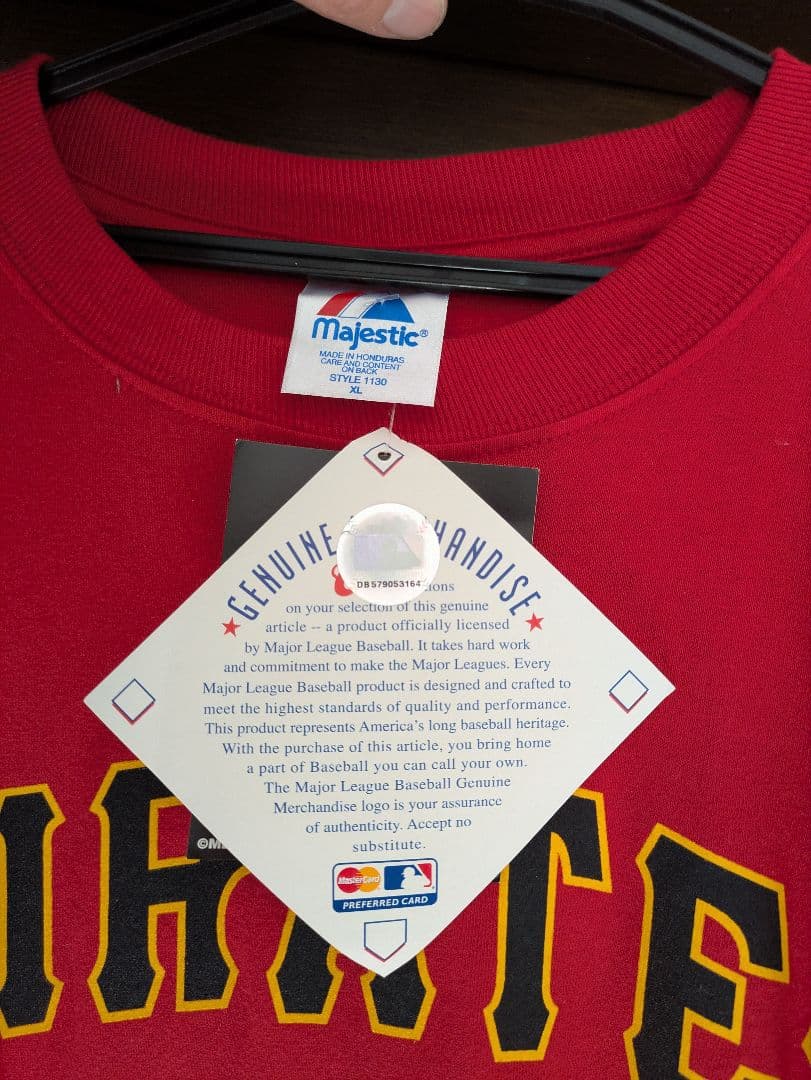 Majestic®
MADE IN HONDURAS
CARE AND CONTENT
ON BACK
STYLE 1130
XL
GENUINE HANDISE
DB579053164
on your selection of this genuine
article -- a product officially licensed
by Major League Baseball. It takes hard work
and commitment to make the Major Leagues. Every
Major League Baseball product is designed and crafted to
meet the highest standards of quality and performance.
This product represents America's long baseball heritage.
With the purchase of this article, you bring home
a part of Baseball you can call your own.
The Major League Baseball Genuine
Merchandise logo is your assurance
of authenticity. Accept no
substitute.
©M
MasterCard
PREFERRED CARD
IRATE